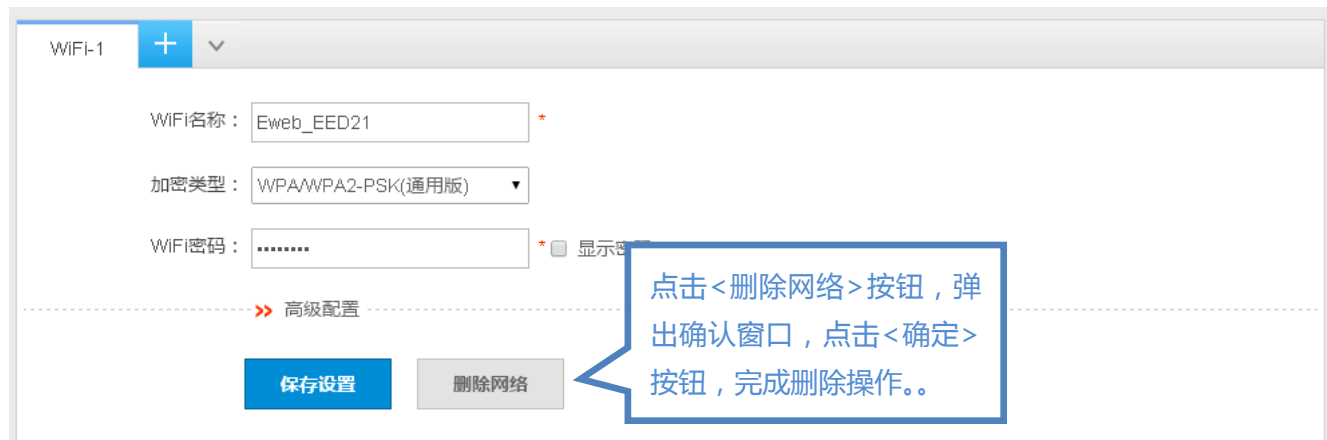 WiFi-1
WiFi名称：
Eweb_EED21
*
加密类型：
WPA/WPA2-PSK(通用版)
WiFi密码：
••••••••
* 显示密
点击<删除网络>按钮，弹
出确认窗口，点击<确定>
按钮，完成删除操作。。
高级配置
保存设置
删除网络